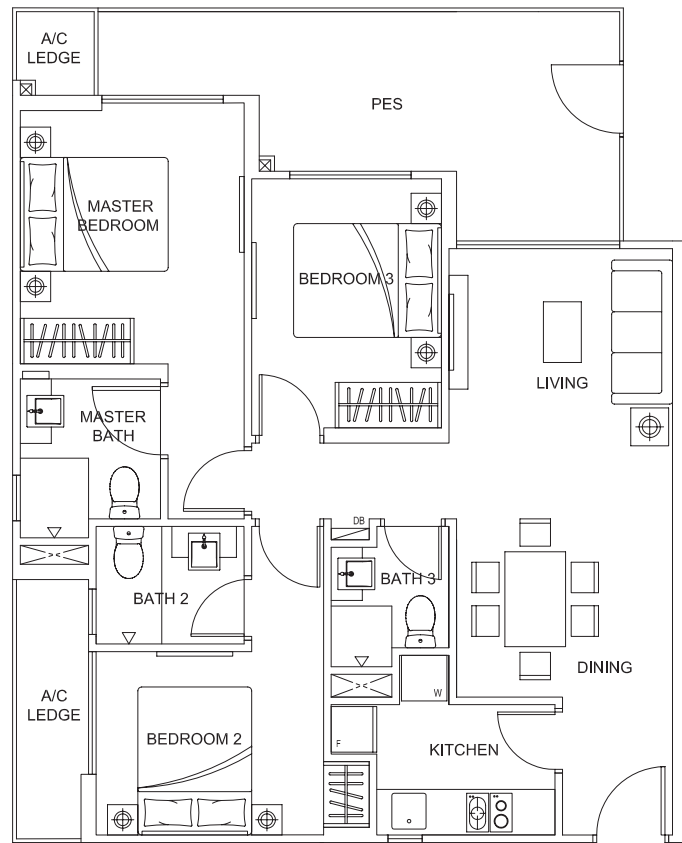 A/C
LEDGE
PES
MASTER
BEDROOM
BEDROOM 3
LIVING
MASTER
BATH
DB
BATH 3
BATH 2
DINING
A/C
LEDGE
W
BEDROOM 2
F
KITCHEN